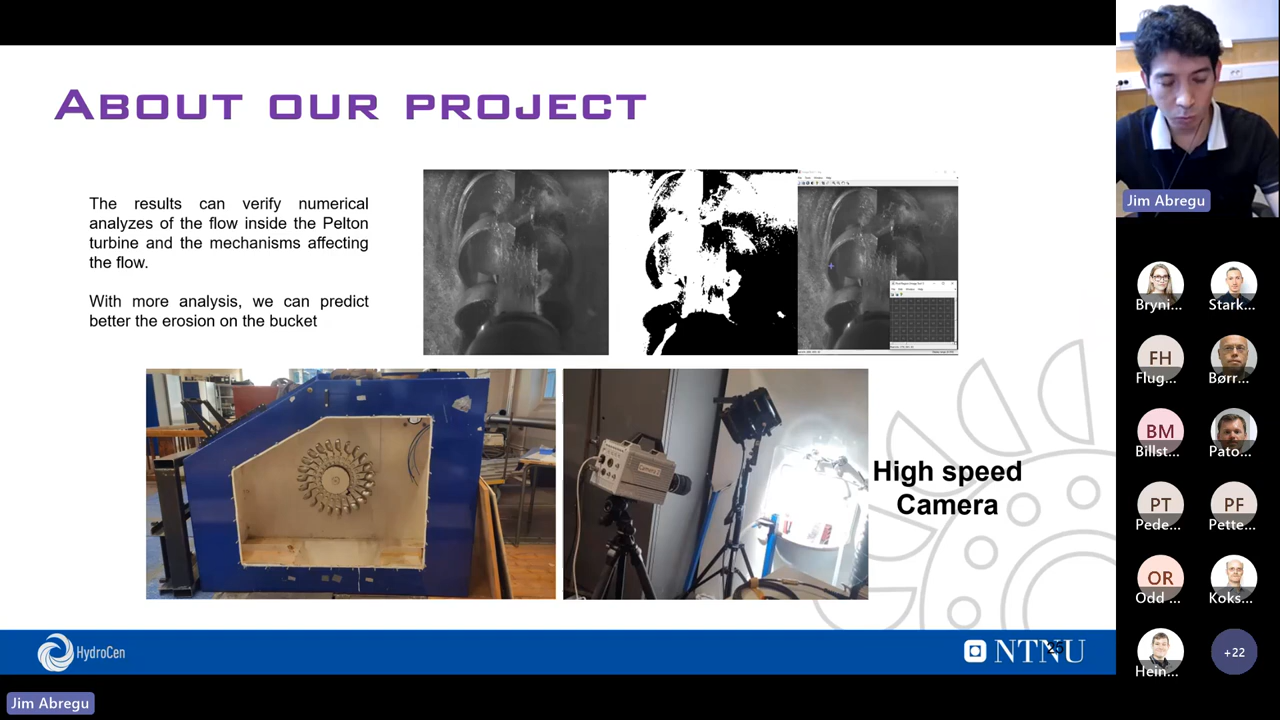 ABOUT OUR PROJECT
The results can verify numerical
analyzes of the flow inside the Pelton
turbine and the mechanisms affecting
the flow.
With more analysis, we can predict
better the erosion on the bucket
High speed
Camera
HydroCen
NTNU
Jim Abregu
Bryni...
Stark...
FH
Flug...
Børr...
BM
Billst...
Pato...
PT
Pede...
PF
Pette...
OR
Odd ...
Koks...
Hein...
+22
Jim Abregu